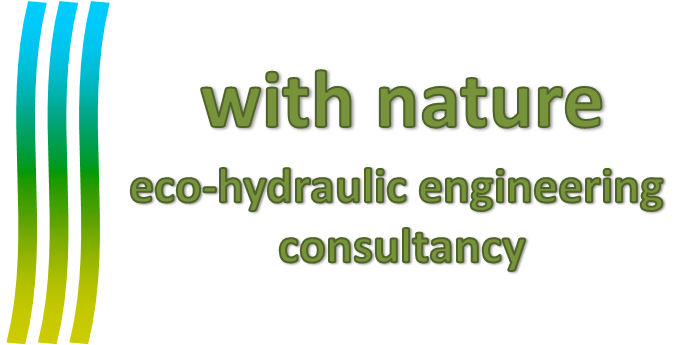 with nature
eco-hydraulic engineering
consultancy